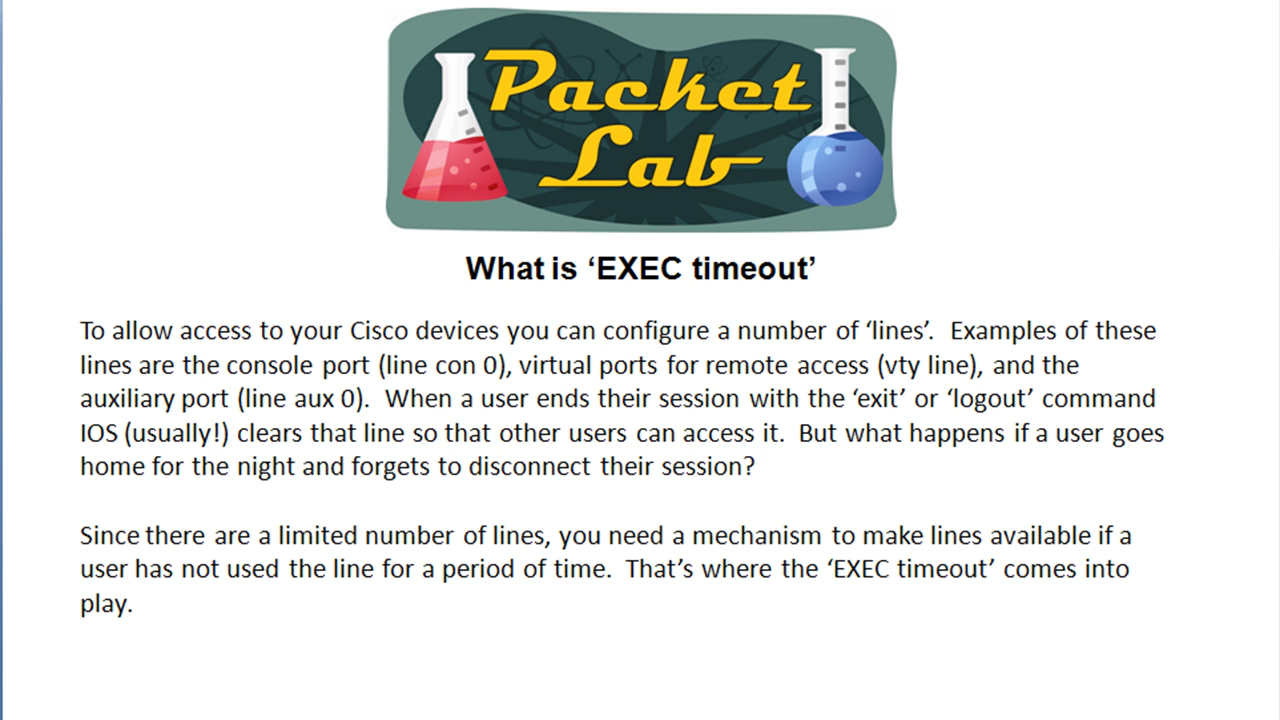 Packet
Lab
What is ‘EXEC timeout’
To allow access to your Cisco devices you can configure a number of ‘lines’.  Examples of these
lines are the console port (line con 0), virtual ports for remote access (vty line), and the
auxiliary port (line aux 0).  When a user ends their session with the ‘exit’ or ‘logout’ command
IOS (usually!) clears that line so that other users can access it.  But what happens if a user goes
home for the night and forgets to disconnect their session?
Since there are a limited number of lines, you need a mechanism to make lines available if a
user has not used the line for a period of time.  That’s where the ‘EXEC timeout’ comes into
play.